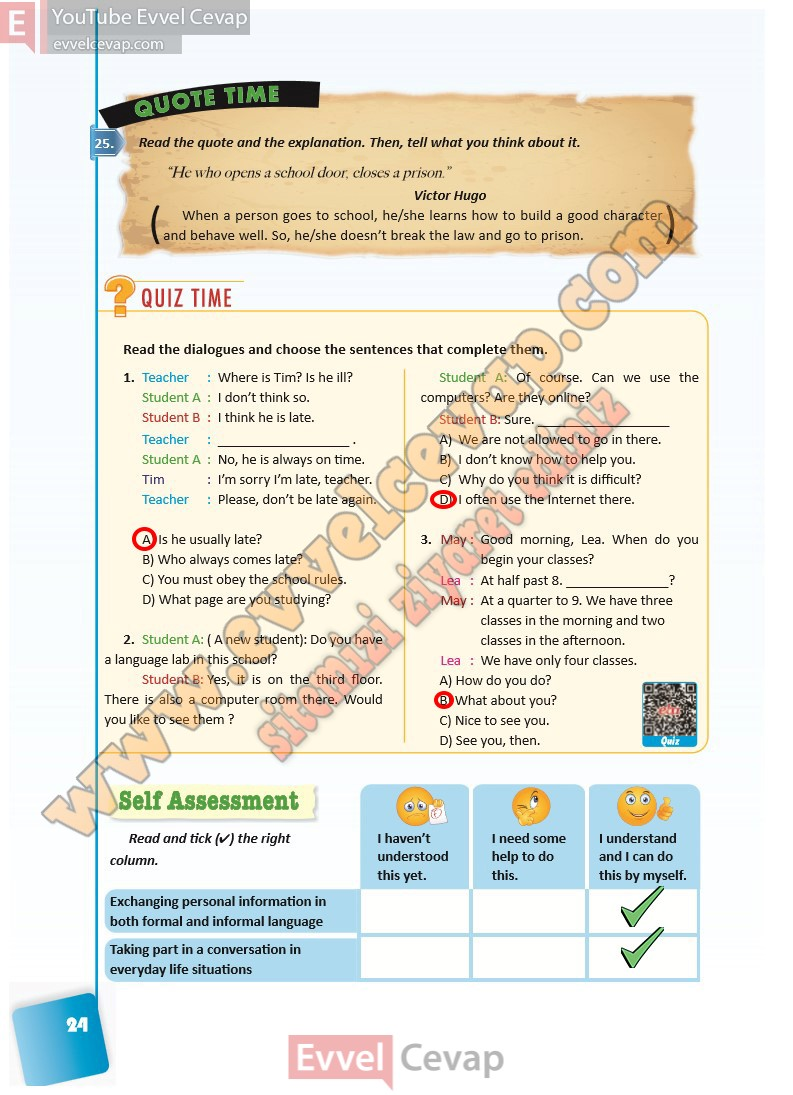 E YouTube Evvel Cevap
evvelcevap.com
QUOTE TIME
25.
Read the quote and the explanation. Then, tell what you think about it.
“He who opens a school door, closes a prison.”
Victor Hugo
( When a person goes to school, he/she learns how to build a good character
and behave well. So, he/she doesn’t break the law and go to prison. )
? QUIZ TIME
Read the dialogues and choose the sentences that complete them.
1. Teacher : Where is Tim? Is he ill?
Student A : I don’t think so.
Student B : I think he is late.
Teacher : ____________________ .
Student A : No, he is always on time.
Tim : I’m sorry I’m late, teacher.
Teacher : Please, don’t be late again.
A) Is he usually late?
B) Who always comes late?
C) You must obey the school rules.
D) What page are you studying?
2. Student A: ( A new student): Do you have
a language lab in this school?
Student B: Yes, it is on the third floor.
There is also a computer room there. Would
you like to see them ?
Student A: Of course. Can we use the
computers? Are they online?
Student B: Sure. ____________________
A) We are not allowed to go in there.
B) I don’t know how to help you.
C) Why do you think it is difficult?
D) I often use the Internet there.
3. May : Good morning, Lea. When do you
begin your classes?
Lea : At half past 8. ________________?
May : At a quarter to 9. We have three
classes in the morning and two
classes in the afternoon.
Lea : We have only four classes.
A) How do you do?
B) What about you?
C) Nice to see you.
D) See you, then.
Quiz
www.evvelcevap.com
sitemizi ziyaret ediniz
Self Assessment
Read and tick (✔) the right
column.
I haven’t
understood
this yet.
I need some
help to do
this.
I understand
and I can do
this by myself.
Exchanging personal information in
both formal and informal language
Taking part in a conversation in
everyday life situations
24
Evvel Cevap